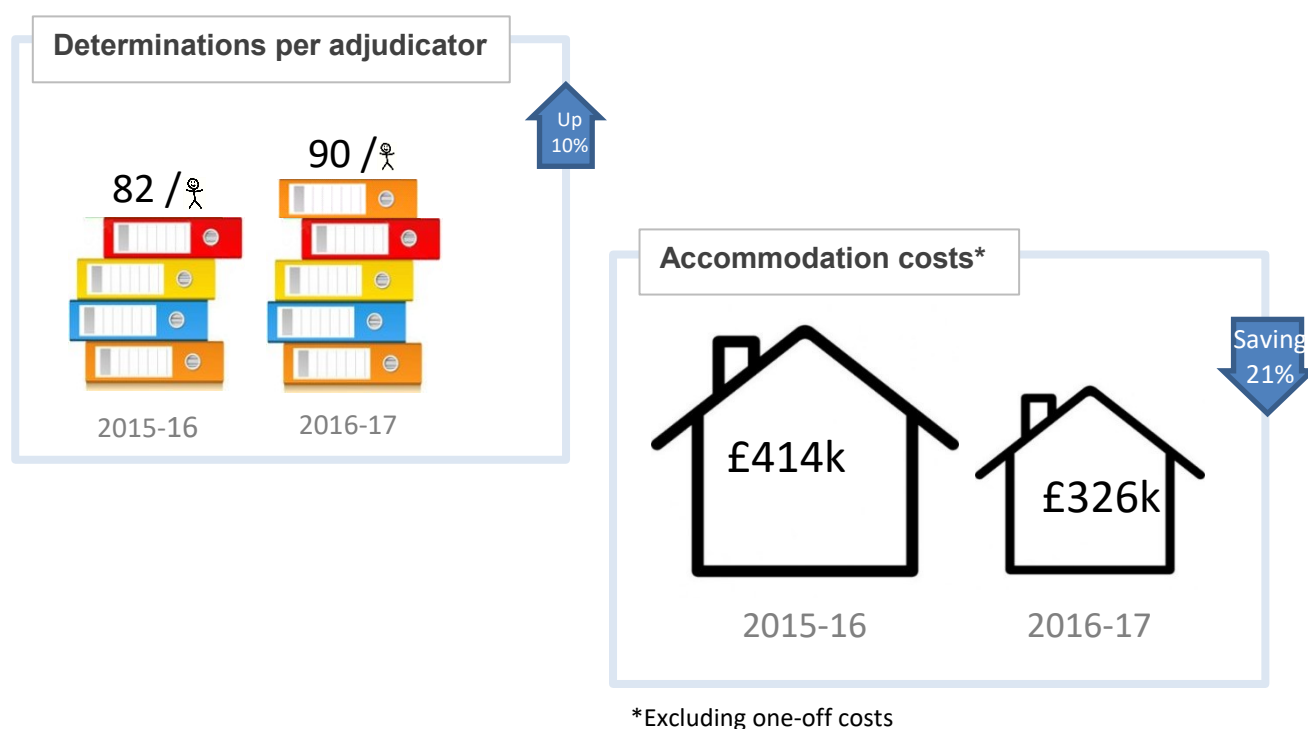 Determinations per adjudicator
Up
10%
82 /
90 /
2015-16
2016-17
Accommodation costs*
Saving
21%
£414k
£326k
2015-16
2016-17
*Excluding one-off costs